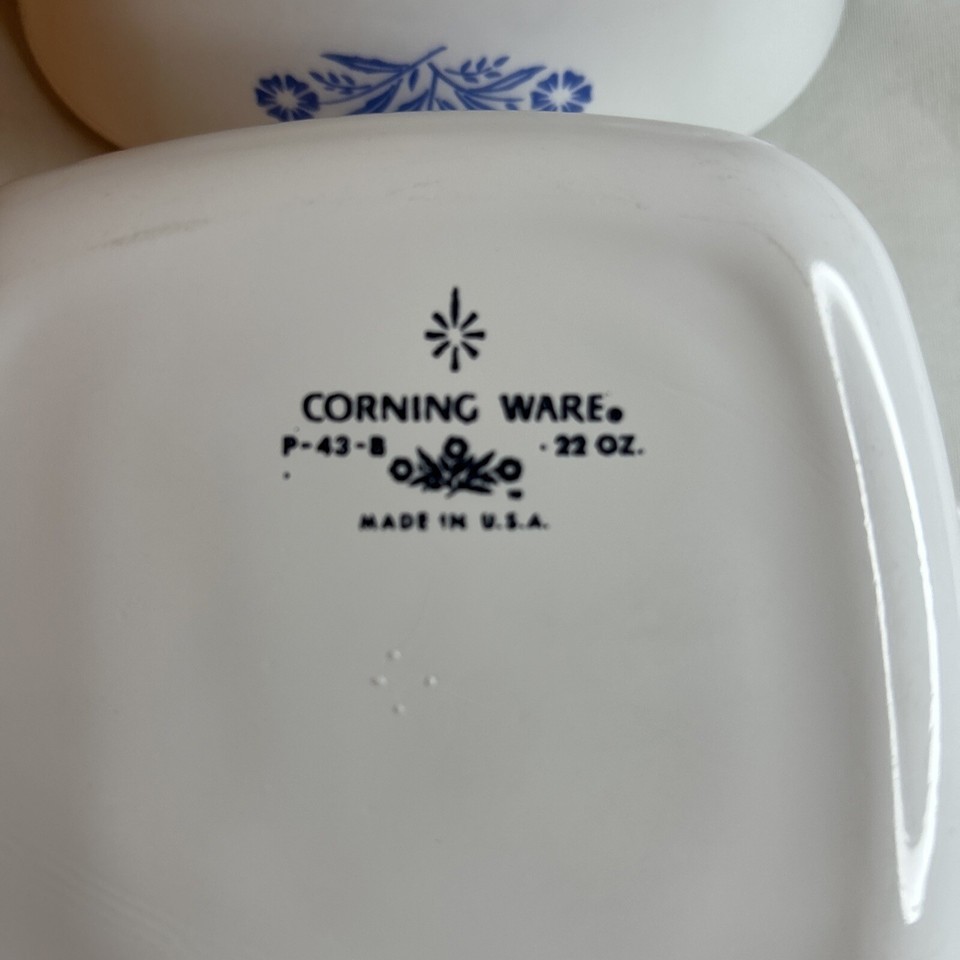 CORNING WARE®
P-43-B · 22 OZ.
MADE IN U.S.A.